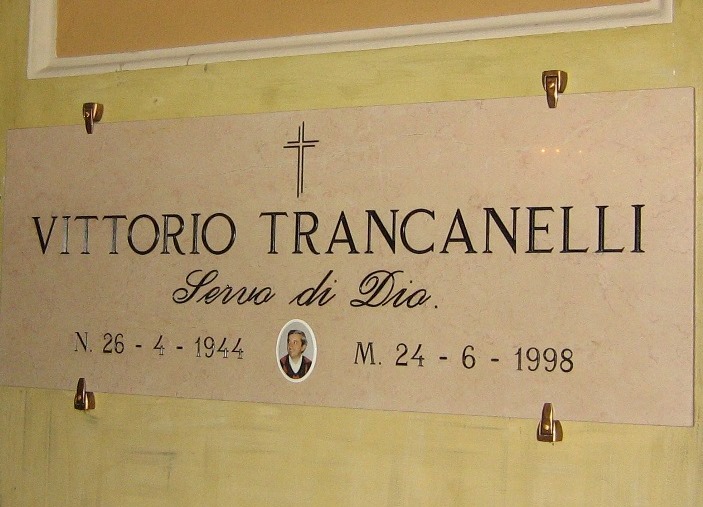 VITTORIO TRANCANELLI
Servo di Dio.
N. 26 - 4 - 1944 M. 24 - 6 - 1998